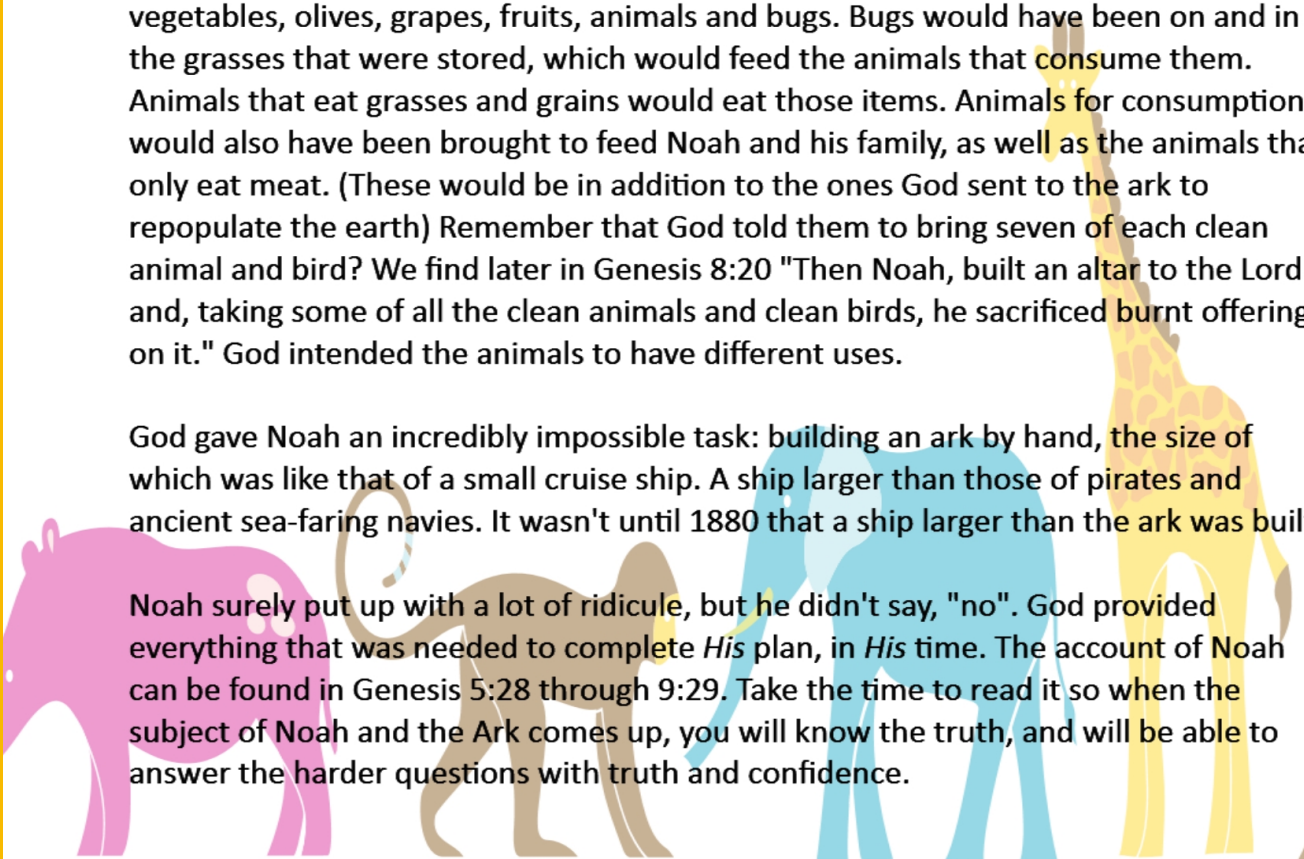 vegetables, olives, grapes, fruits, animals and bugs. Bugs would have been on and in
the grasses that were stored, which would feed the animals that consume them.
Animals that eat grasses and grains would eat those items. Animals for consumption
would also have been brought to feed Noah and his family, as well as the animals tha
only eat meat. (These would be in addition to the ones God sent to the ark to
repopulate the earth) Remember that God told them to bring seven of each clean
animal and bird? We find later in Genesis 8:20 "Then Noah, built an altar to the Lord
and, taking some of all the clean animals and clean birds, he sacrificed burnt offering
on it." God intended the animals to have different uses.
God gave Noah an incredibly impossible task: building an ark by hand, the size of
which was like that of a small cruise ship. A ship larger than those of pirates and
ancient sea-faring navies. It wasn't until 1880 that a ship larger than the ark was buil
Noah surely put up with a lot of ridicule, but he didn't say, "no". God provided
everything that was needed to complete His plan, in His time. The account of Noah
can be found in Genesis 5:28 through 9:29. Take the time to read it so when the
subject of Noah and the Ark comes up, you will know the truth, and will be able to
answer the harder questions with truth and confidence.